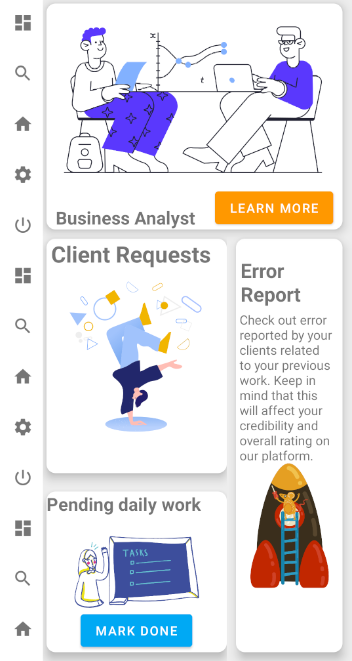 x
t
Business Analyst
LEARN MORE
Client Requests
Error
Report
Check out error
reported by your
clients related
to your previous
work. Keep in
mind that this
will affect your
credibility and
overall rating on
our platform.
Pending daily work
TASKS
MARK DONE